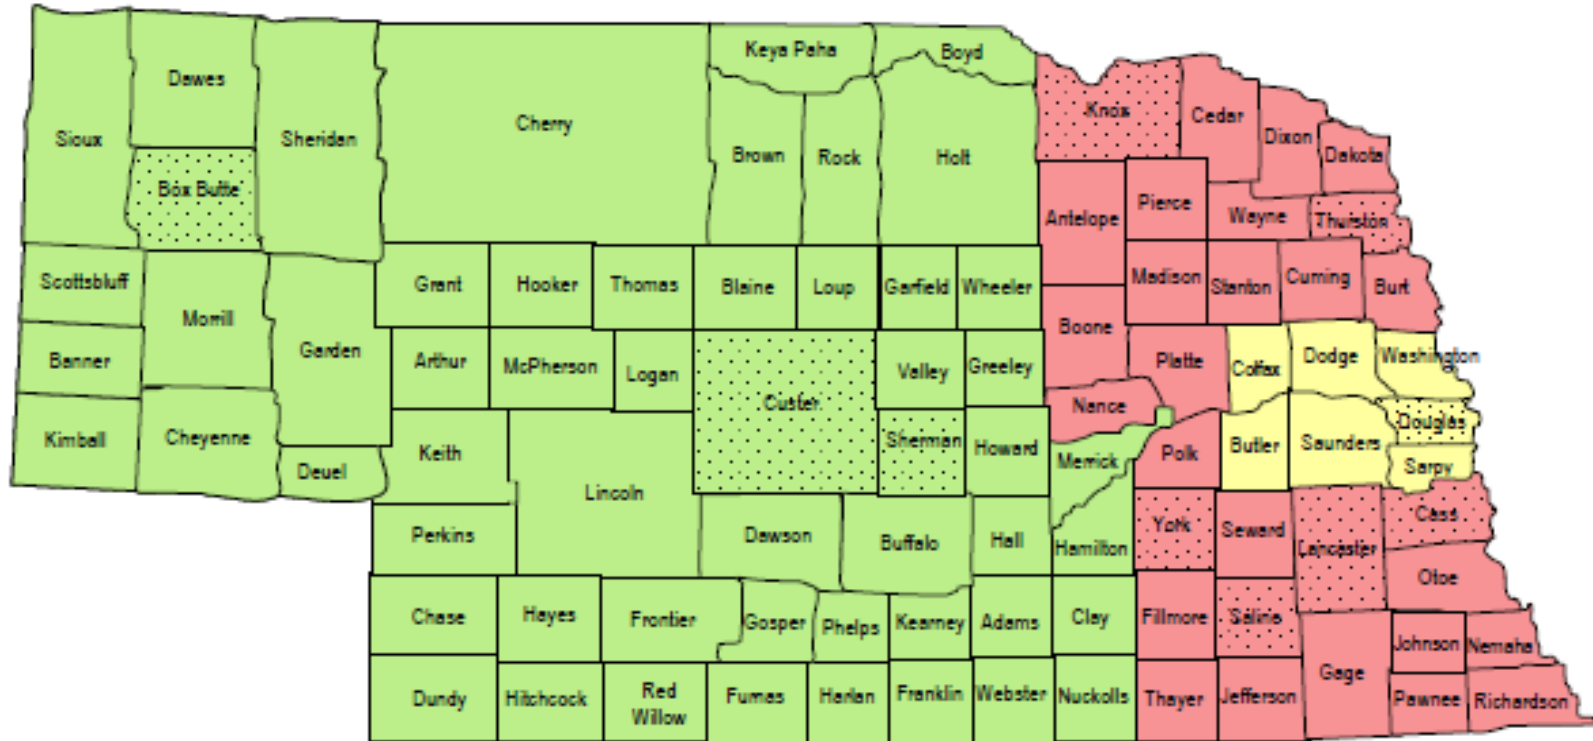 Keya Paha
Boyd
Dawes
Sioux
Sheridan
Cherry
Brown
Rock
Holt
Knox
Cedar
Dixon
Dakota
Box Butte
Antelope
Pierce
Wayne
Thurston
Scottsbluff
Morrill
Grant
Hooker
Thomas
Blaine
Loup
Garfield
Wheeler
Madison
Stanton
Cuming
Burt
Banner
Garden
Arthur
McPherson
Logan
Custer
Valley
Greeley
Boone
Platte
Colfax
Dodge
Washington
Nance
Kimball
Cheyenne
Deuel
Keith
Lincoln
Sherman
Howard
Merrick
Polk
Butler
Saunders
Douglas
Sarpy
Perkins
Dawson
Buffalo
Hall
Hamilton
York
Seward
Lancaster
Cass
Otoe
Chase
Hayes
Frontier
Gosper
Phelps
Kearney
Adams
Clay
Fillmore
Saline
Gage
Johnson
Nemaha
Dundy
Hitchcock
Red
Willow
Furnas
Harlan
Franklin
Webster
Nuckolls
Thayer
Jefferson
Pawnee
Richardson